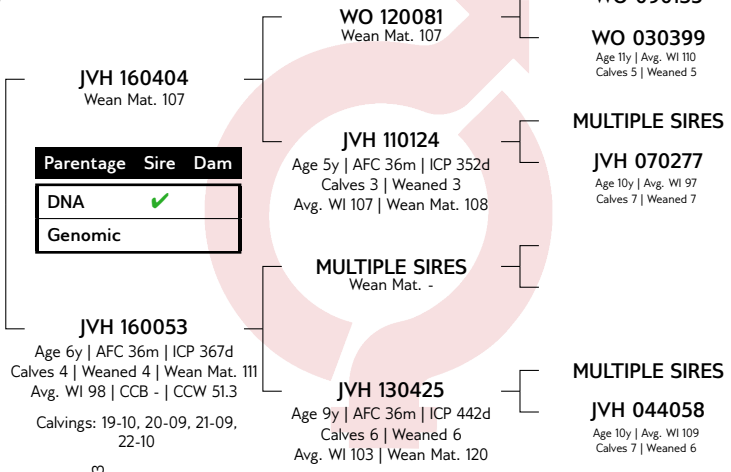 WO 120081
Wean Mat. 107
WO 030399
Age 11y | Avg. WI 110
Calves 5 | Weaned 5
JVH 160404
Wean Mat. 107
MULTIPLE SIRES
JVH 110124
Age 5y | AFC 36m | ICP 352d
Calves 3 | Weaned 3
Avg. WI 107 | Wean Mat. 108
JVH 070277
Age 10y | Avg. WI 97
Calves 7 | Weaned 7
Parentage Sire Dam
DNA ✔
Genomic
MULTIPLE SIRES
Wean Mat. -
JVH 160053
Age 6y | AFC 36m | ICP 367d
Calves 4 | Weaned 4 | Wean Mat. 111
Avg. WI 98 | CCB - | CCW 51.3
Calvings: 19-10, 20-09, 21-09,
22-10
MULTIPLE SIRES
JVH 130425
Age 9y | AFC 36m | ICP 442d
Calves 6 | Weaned 6
Avg. WI 103 | Wean Mat. 120
JVH 044058
Age 10y | Avg. WI 109
Calves 7 | Weaned 6
3